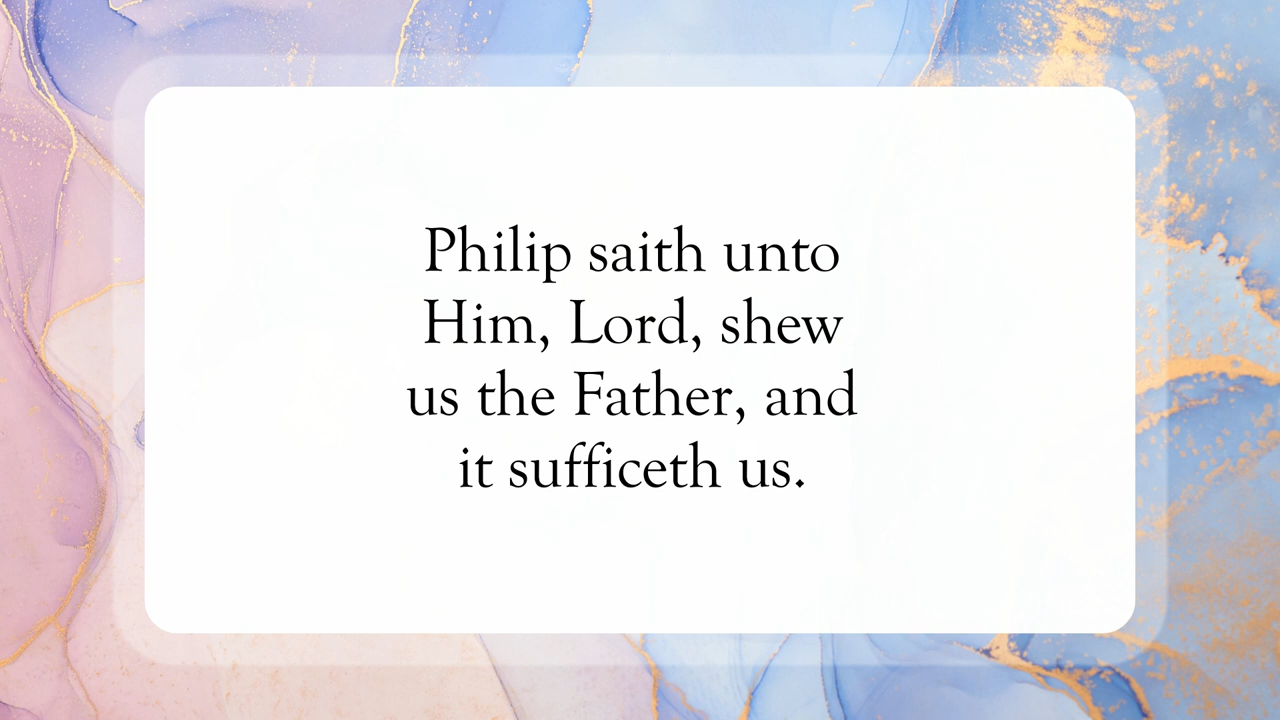 Philip saith unto
Him, Lord, shew
us the Father, and
it sufficeth us.